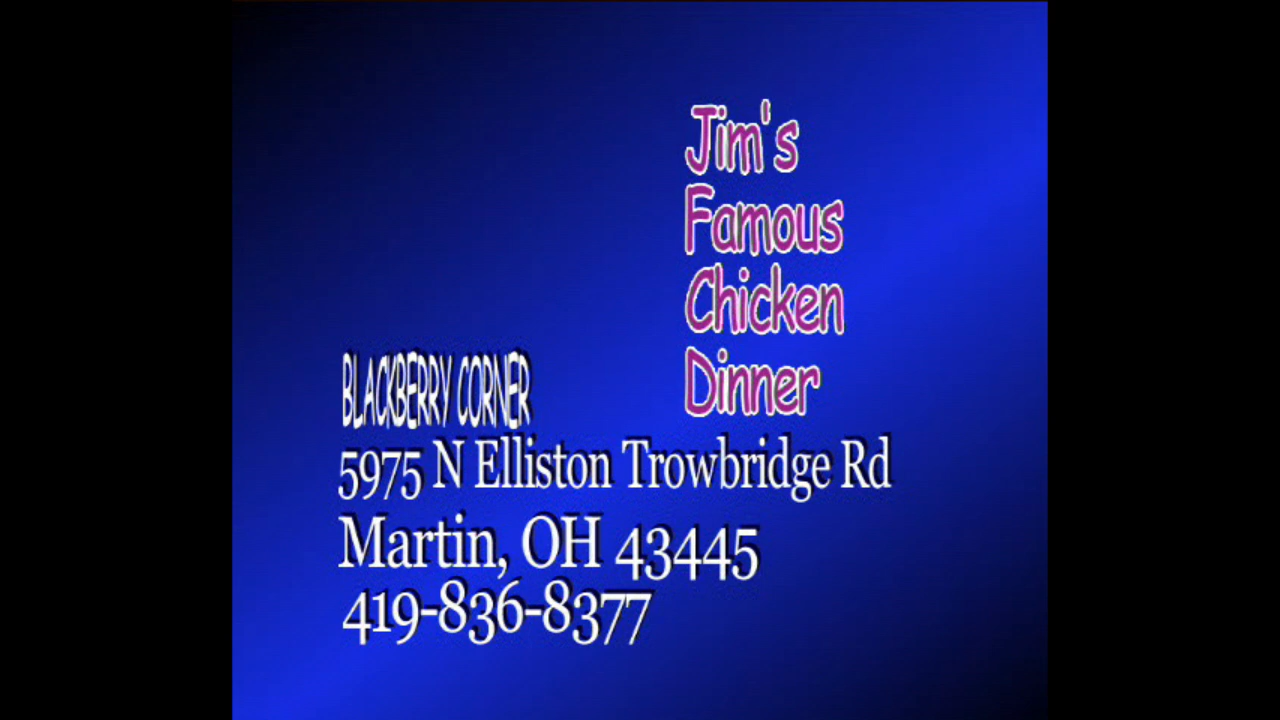 Jim's
Famous
Chicken
Dinner
BLACKBERRY CORNER
5975 N Elliston Trowbridge Rd
Martin, OH 43445
419-836-8377